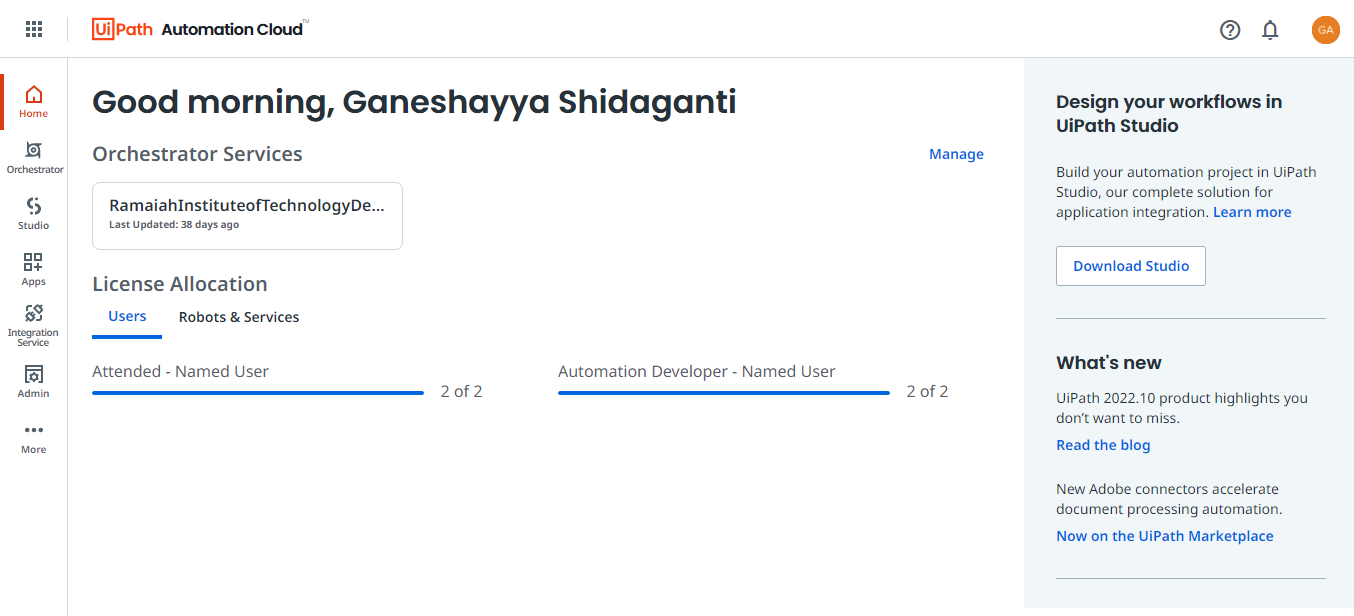 UiPath Automation Cloud™
GA
Home
Orchestrator
Studio
Apps
Integration
Service
Admin
More
Good morning, Ganeshayya Shidaganti
Orchestrator Services
Manage
RamaiahInstituteofTechnologyDe...
Last Updated: 38 days ago
License Allocation
Users
Robots & Services
Attended - Named User
2 of 2
Automation Developer - Named User
2 of 2
Design your workflows in
UiPath Studio
Build your automation project in UiPath
Studio, our complete solution for
application integration. Learn more
Download Studio
What's new
UiPath 2022.10 product highlights you
don’t want to miss.
Read the blog
New Adobe connectors accelerate
document processing automation.
Now on the UiPath Marketplace